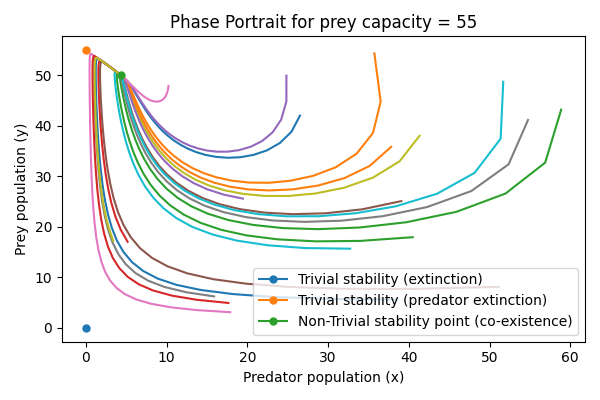 Phase Portrait for prey capacity = 55
Prey population (y)
50
40
30
20
10
0
Trivial stability (extinction)
Trivial stability (predator extinction)
Non-Trivial stability point (co-existence)
0 10 20 30 40 50 60
Predator population (x)